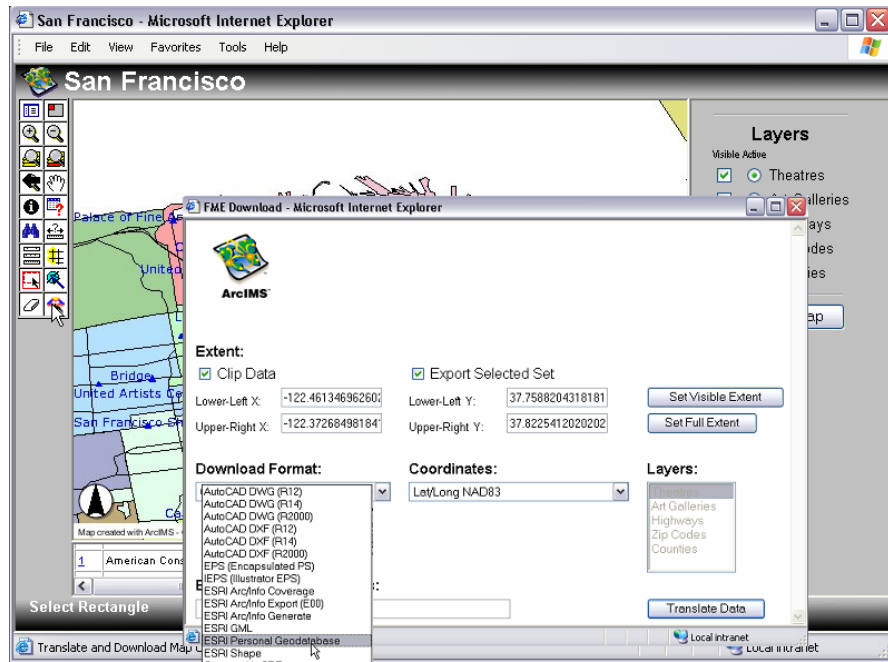 San Francisco - Microsoft Internet Explorer
File Edit View Favorites Tools Help
San Francisco
Layers
Visible Active
Theatres
Galleries
ays
odes
ies
ap
Palace of Fine
United
Bridge
United Artists Ce
San Francisco Sh
Map created with ArcIMS -
1 American Cons
Select Rectangle
Translate and Download Map
Local intranet
FME Download - Microsoft Internet Explorer
ArcIMS
Extent:
Clip Data
Export Selected Set
Lower-Left X: -122.46134696260
Lower-Left Y: 37.7588204318181
Set Visible Extent
Upper-Right X: -122.37268498184
Upper-Right Y: 37.8225412020202
Set Full Extent
Download Format:
Coordinates:
Layers:
Lat/Long NAD83
Theatres
Art Galleries
Highways
Zip Codes
Counties
AutoCAD DWG (R12)
AutoCAD DWG (R14)
AutoCAD DWG (R2000)
AutoCAD DXF (R12)
AutoCAD DXF (R14)
AutoCAD DXF (R2000)
EPS (Encapsulated PS)
IEPS (Illustrator EPS)
ESRI Arc/Info Coverage
ESRI Arc/Info Export (E00)
ESRI Arc/Info Generate
ESRI GML
ESRI Personal Geodatabase
ESRI Shape
Translate Data
Local intranet